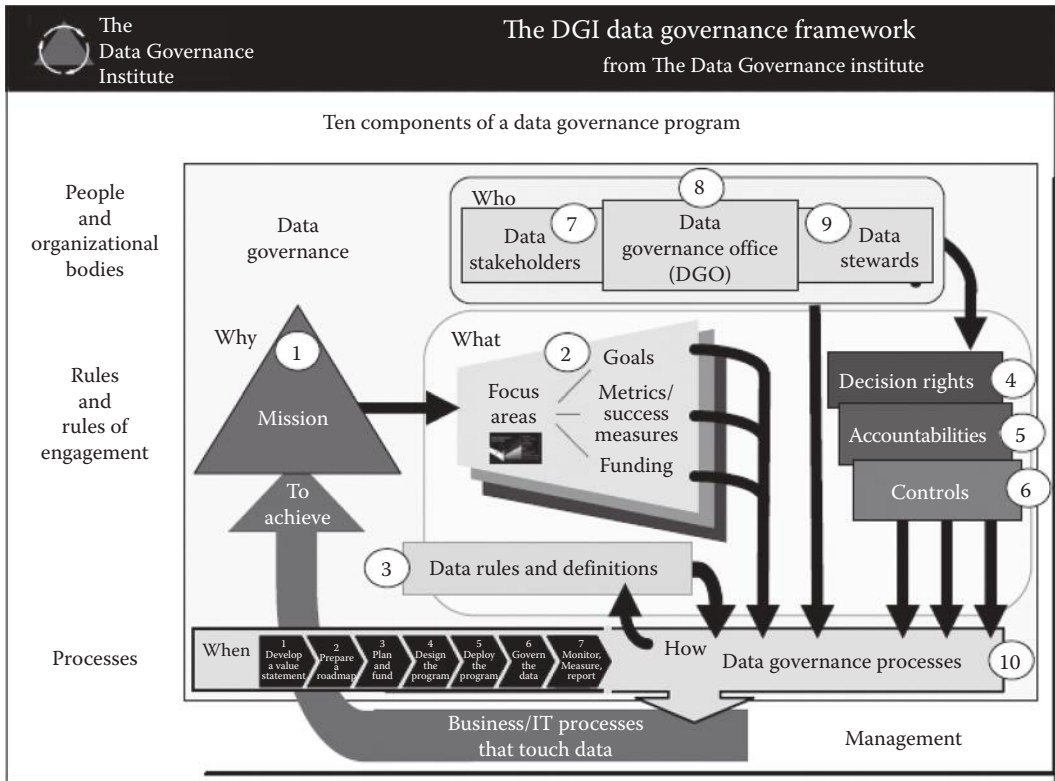 The
Data Governance
Institute
The DGI data governance framework
from The Data Governance institute
Ten components of a data governance program
People
and
organizational
bodies
Data
governance
Who
7
Data
stakeholders
8
Data
governance office
(DGO)
9
Data
stewards
Rules
and
rules of
engagement
Why
1
Mission
What
2
Focus
areas
Goals
Metrics/
success
measures
Funding
Decision rights
4
Accountabilities
5
Controls
6
To
achieve
3
Data rules and definitions
Processes
When
1
Develop
a value
statement
2
Prepare
a
roadmap
3
Plan
and
fund
4
Design
the
program
5
Deploy
the
program
6
Govern
the
data
7
Monitor,
Measure,
report
How
Data governance processes
10
Business/IT processes
that touch data
Management